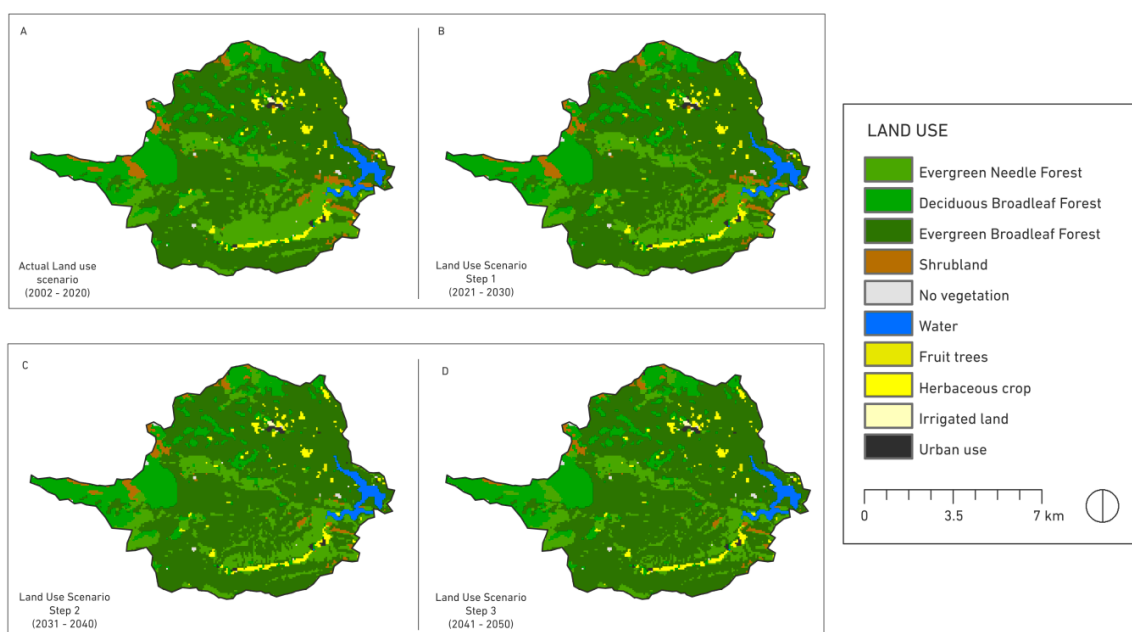 A
Actual Land use
scenario
(2002 - 2020)
B
Land Use Scenario
Step 1
(2021 - 2030)
C
Land Use Scenario
Step 2
(2031 - 2040)
D
Land Use Scenario
Step 3
(2041 - 2050)
LAND USE
Evergreen Needle Forest
Deciduous Broadleaf Forest
Evergreen Broadleaf Forest
Shrubland
No vegetation
Water
Fruit trees
Herbaceous crop
Irrigated land
Urban use
0 3.5 7 km